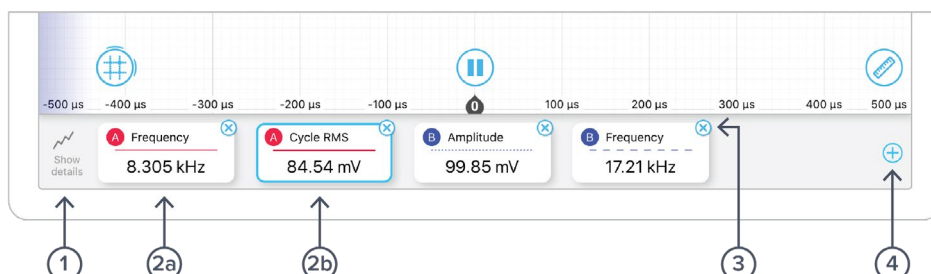 -500 µs -400 µs -300 µs -200 µs -100 µs 0 100 µs 200 µs 300 µs 400 µs 500 µs
Show
details
A Frequency
8.305 kHz
A Cycle RMS
84.54 mV
B Amplitude
99.85 mV
B Frequency
17.21 kHz
1 2a 2b 3 4